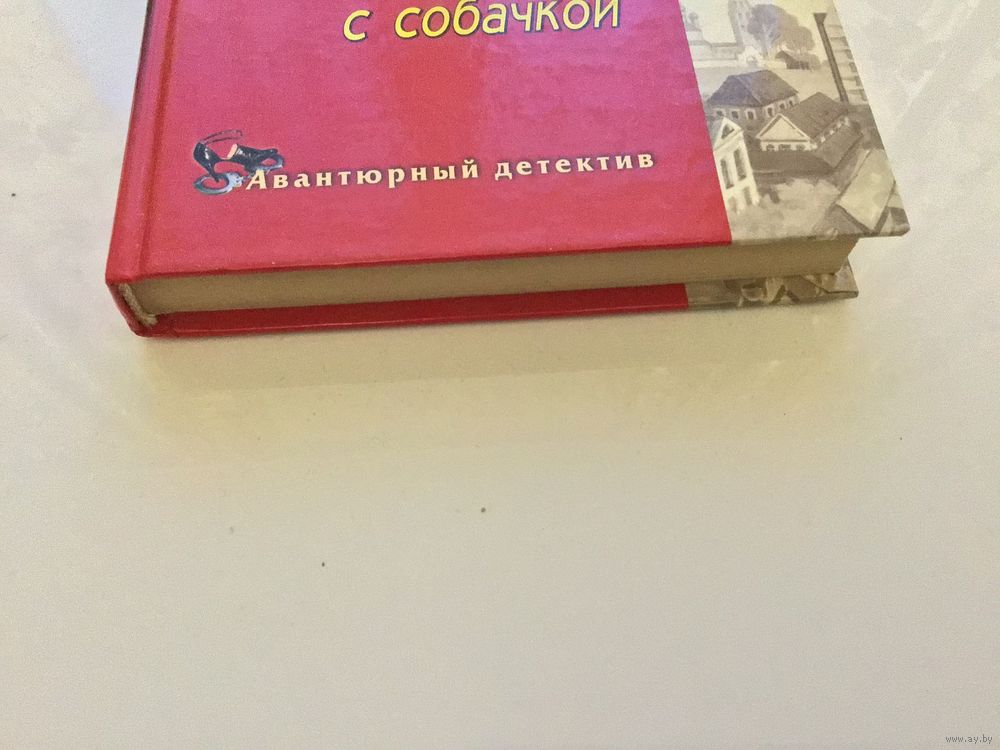 с собачкой
Авантюрный детектив
www.ay.by